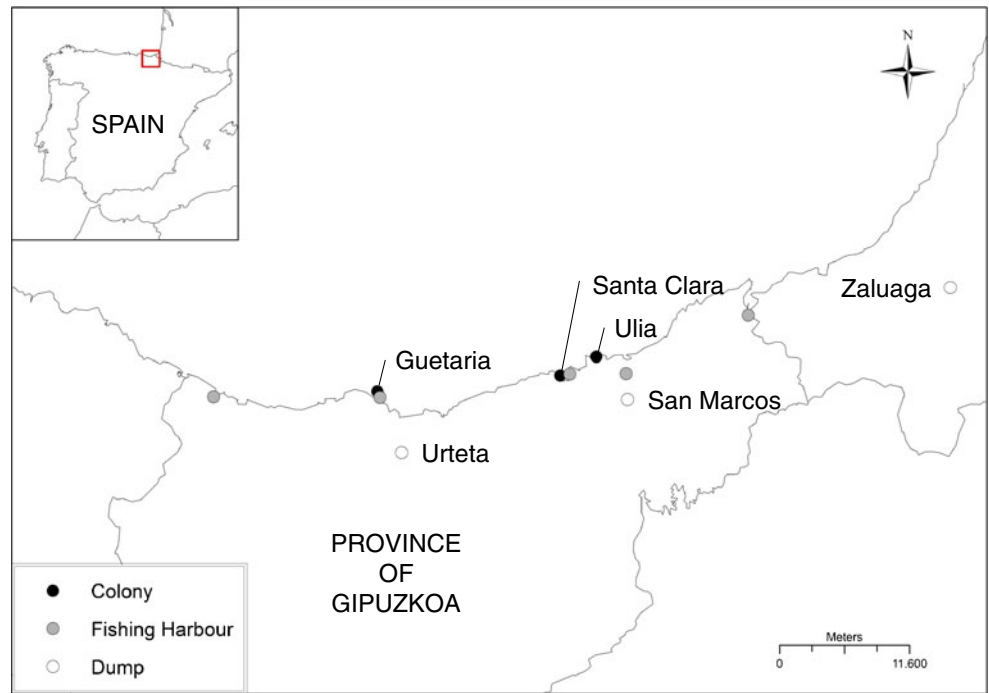 SPAIN
N
Santa Clara
Zaluaga
Ulia
Guetaria
San Marcos
Urteta
PROVINCE
OF
GIPUZKOA
Colony
Fishing Harbour
Dump
Meters
0 11.600